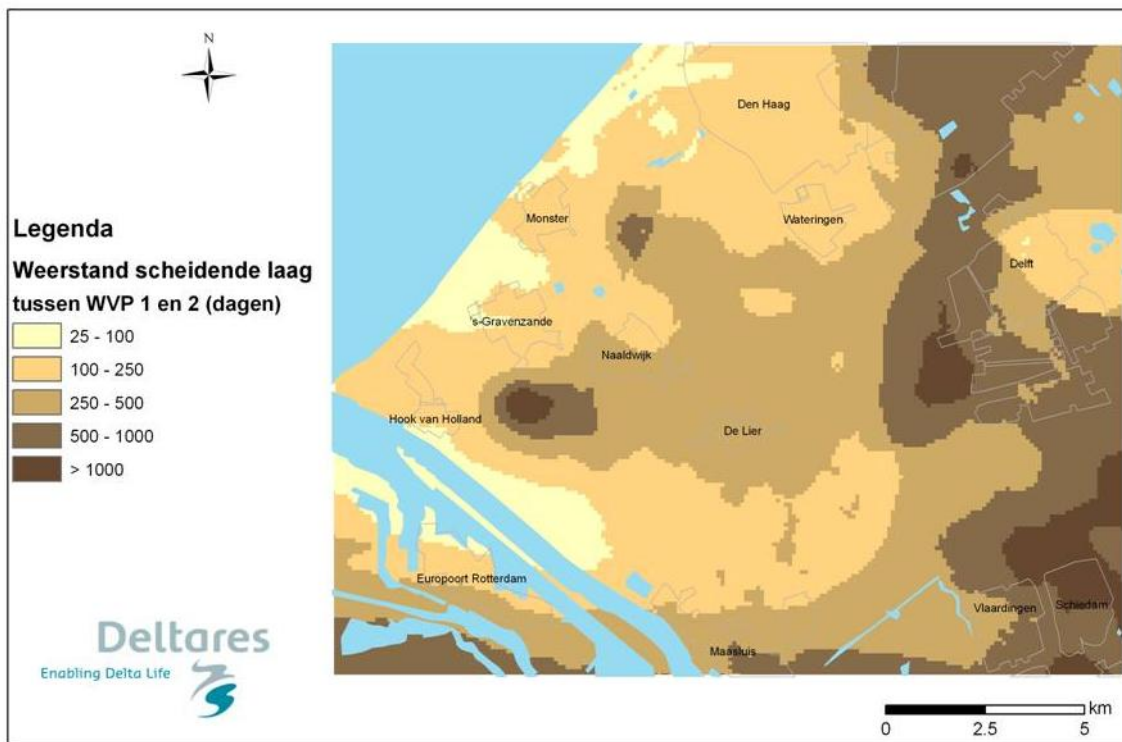 N
Den Haag
Monster
Wateringen
Delft
's-Gravenzande
Naaldwijk
Hoek van Holland
De Lier
Europoort Rotterdam
Vlaardingen
Schiedam
Maasluis
Legenda
Weerstand scheidende laag
tussen WVP 1 en 2 (dagen)
25 - 100
100 - 250
250 - 500
500 - 1000
> 1000
Deltares
Enabling Delta Life
km
0 2.5 5